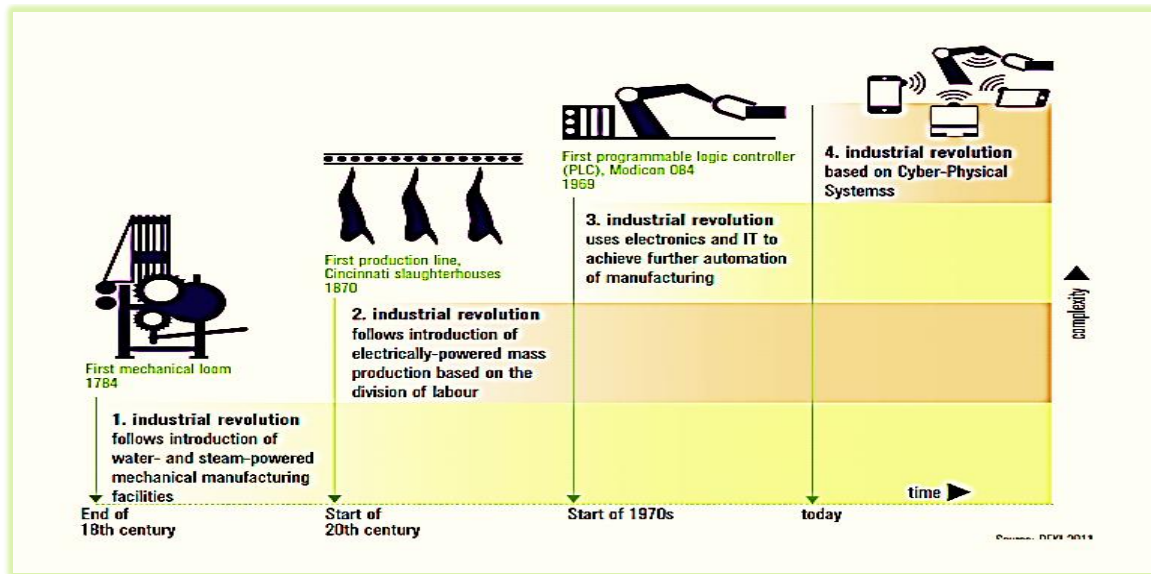 First mechanical loom
1784
1. industrial revolution
follows introduction of
water- and steam-powered
mechanical manufacturing
facilities
End of
18th century
First production line,
Cincinnati slaughterhouses
1870
2. industrial revolution
follows introduction of
electrically-powered mass
production based on the
division of labour
Start of
20th century
First programmable logic controller
(PLC), Modicon 084
1969
3. industrial revolution
uses electronics and IT to
achieve further automation
of manufacturing
Start of 1970s
4. industrial revolution
based on Cyber-Physical
Systemss
today
time
complexity
Source: DFKI 2011